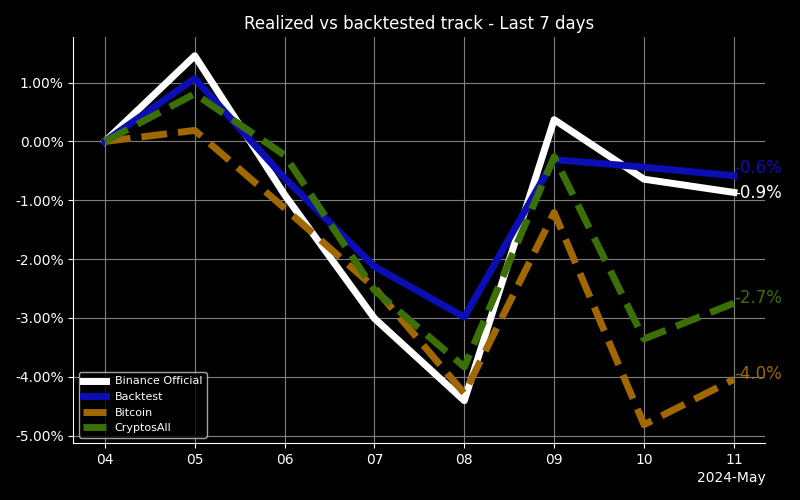 Realized vs backtested track - Last 7 days
1.00%
0.00%
-1.00%
-2.00%
-3.00%
-4.00%
-5.00%
-0.6%
-0.9%
-2.7%
-4.0%
Binance Official
Backtest
Bitcoin
CryptosAll
04 05 06 07 08 09 10 11
2024-May